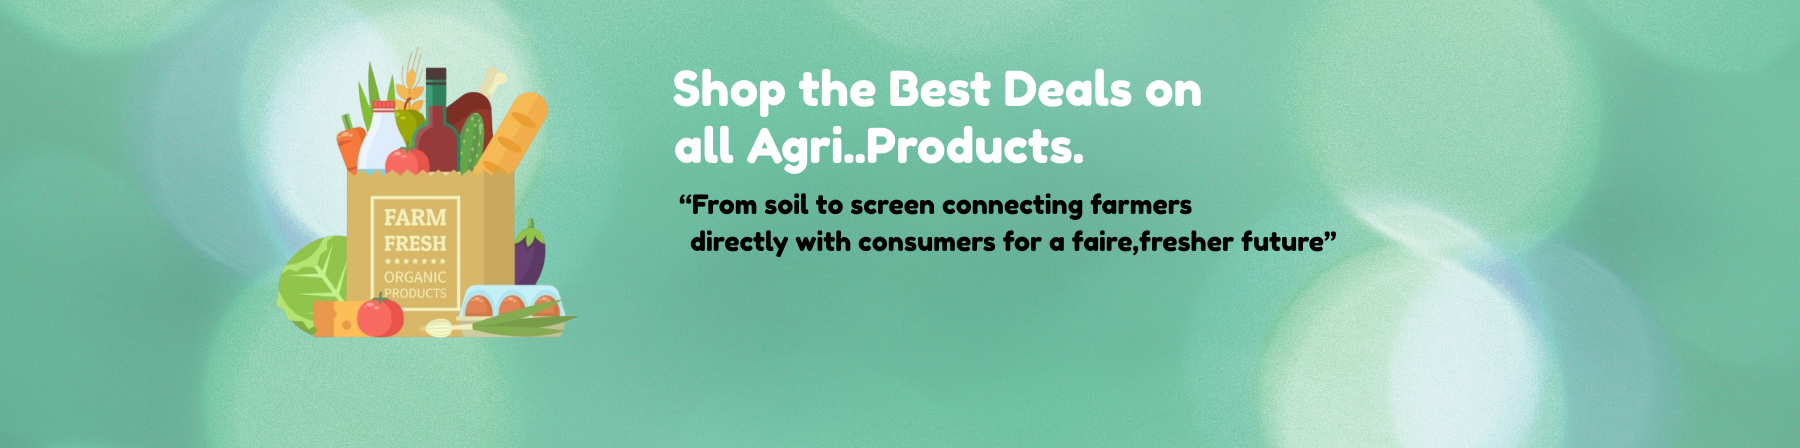 Shop the Best Deals on
all Agri..Products.
“From soil to screen connecting farmers
directly with consumers for a faire,fresher future”
FARM
FRESH
ORGANIC
PRODUCTS